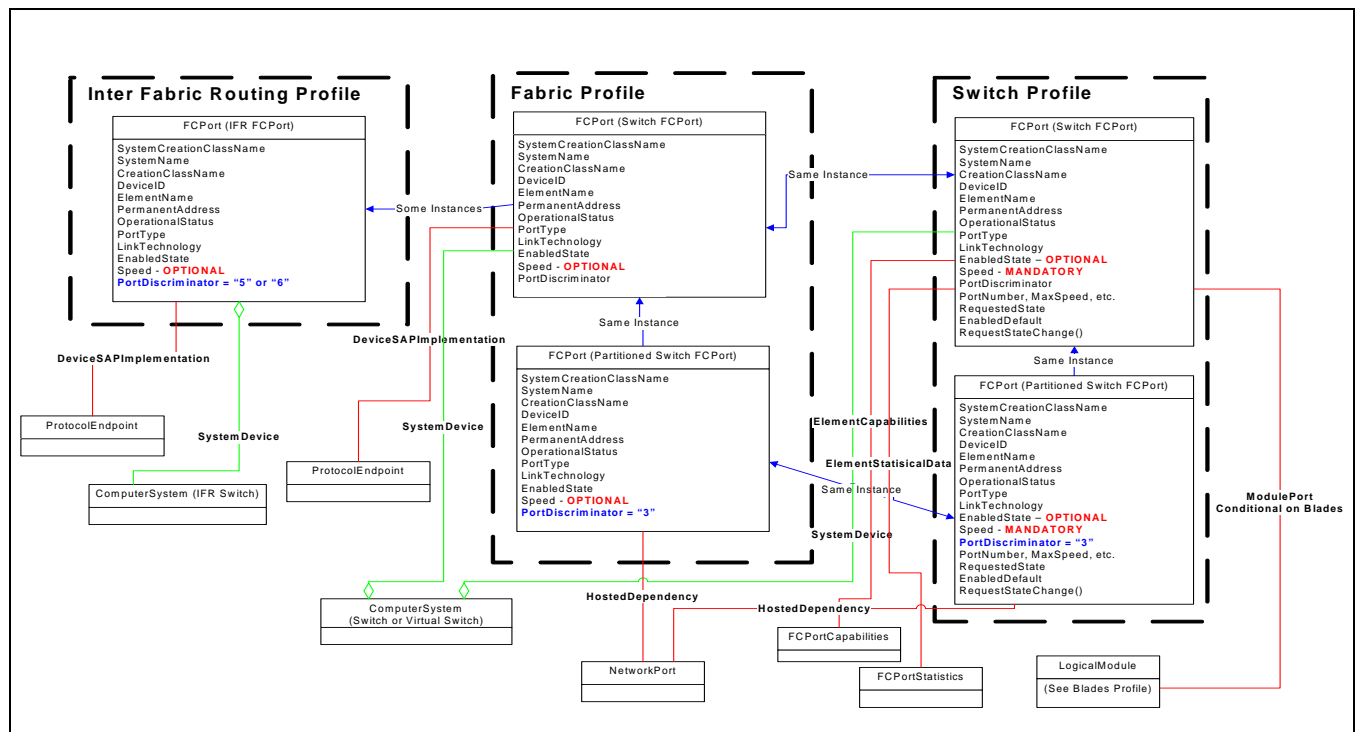 Inter Fabric Routing Profile
FCPort (IFR FCPort)
SystemCreationClassName
SystemName
CreationClassName
DeviceID
ElementName
PermanentAddress
OperationalStatus
PortType
LinkTechnology
EnabledState
Speed - OPTIONAL
PortDiscriminator = “5” or “6”
DeviceSAPImplementation
ProtocolEndpoint
SystemDevice
ComputerSystem (IFR Switch)
Some Instances
Fabric Profile
FCPort (Switch FCPort)
SystemCreationClassName
SystemName
CreationClassName
DeviceID
ElementName
PermanentAddress
OperationalStatus
PortType
LinkTechnology
EnabledState
Speed - OPTIONAL
PortDiscriminator
Same Instance
DeviceSAPImplementation
FCPort (Partitioned Switch FCPort)
SystemCreationClassName
SystemName
CreationClassName
DeviceID
ElementName
PermanentAddress
OperationalStatus
PortType
LinkTechnology
EnabledState
Speed - OPTIONAL
PortDiscriminator = “3”
SystemDevice
ProtocolEndpoint
HostedDependency
ComputerSystem
(Switch or Virtual Switch)
NetworkPort
Same Instance
Switch Profile
FCPort (Switch FCPort)
SystemCreationClassName
SystemName
CreationClassName
DeviceID
ElementName
PermanentAddress
OperationalStatus
PortType
LinkTechnology
EnabledState – OPTIONAL
Speed - MANDATORY
PortDiscriminator
PortNumber, MaxSpeed, etc.
RequestedState
EnabledDefault
RequestStateChange()
Same Instance
FCPort (Partitioned Switch FCPort)
SystemCreationClassName
SystemName
CreationClassName
DeviceID
ElementName
PermanentAddress
OperationalStatus
PortType
LinkTechnology
EnabledState – OPTIONAL
Speed - MANDATORY
PortDiscriminator = “3”
PortNumber, MaxSpeed, etc.
RequestedState
EnabledDefault
RequestStateChange()
ElementCapabilities
ElementStatisicalData
Same Instance
SystemDevice
HostedDependency
FCPortCapabilities
FCPortStatistics
ModulePort
Conditional on Blades
LogicalModule
(See Blades Profile)